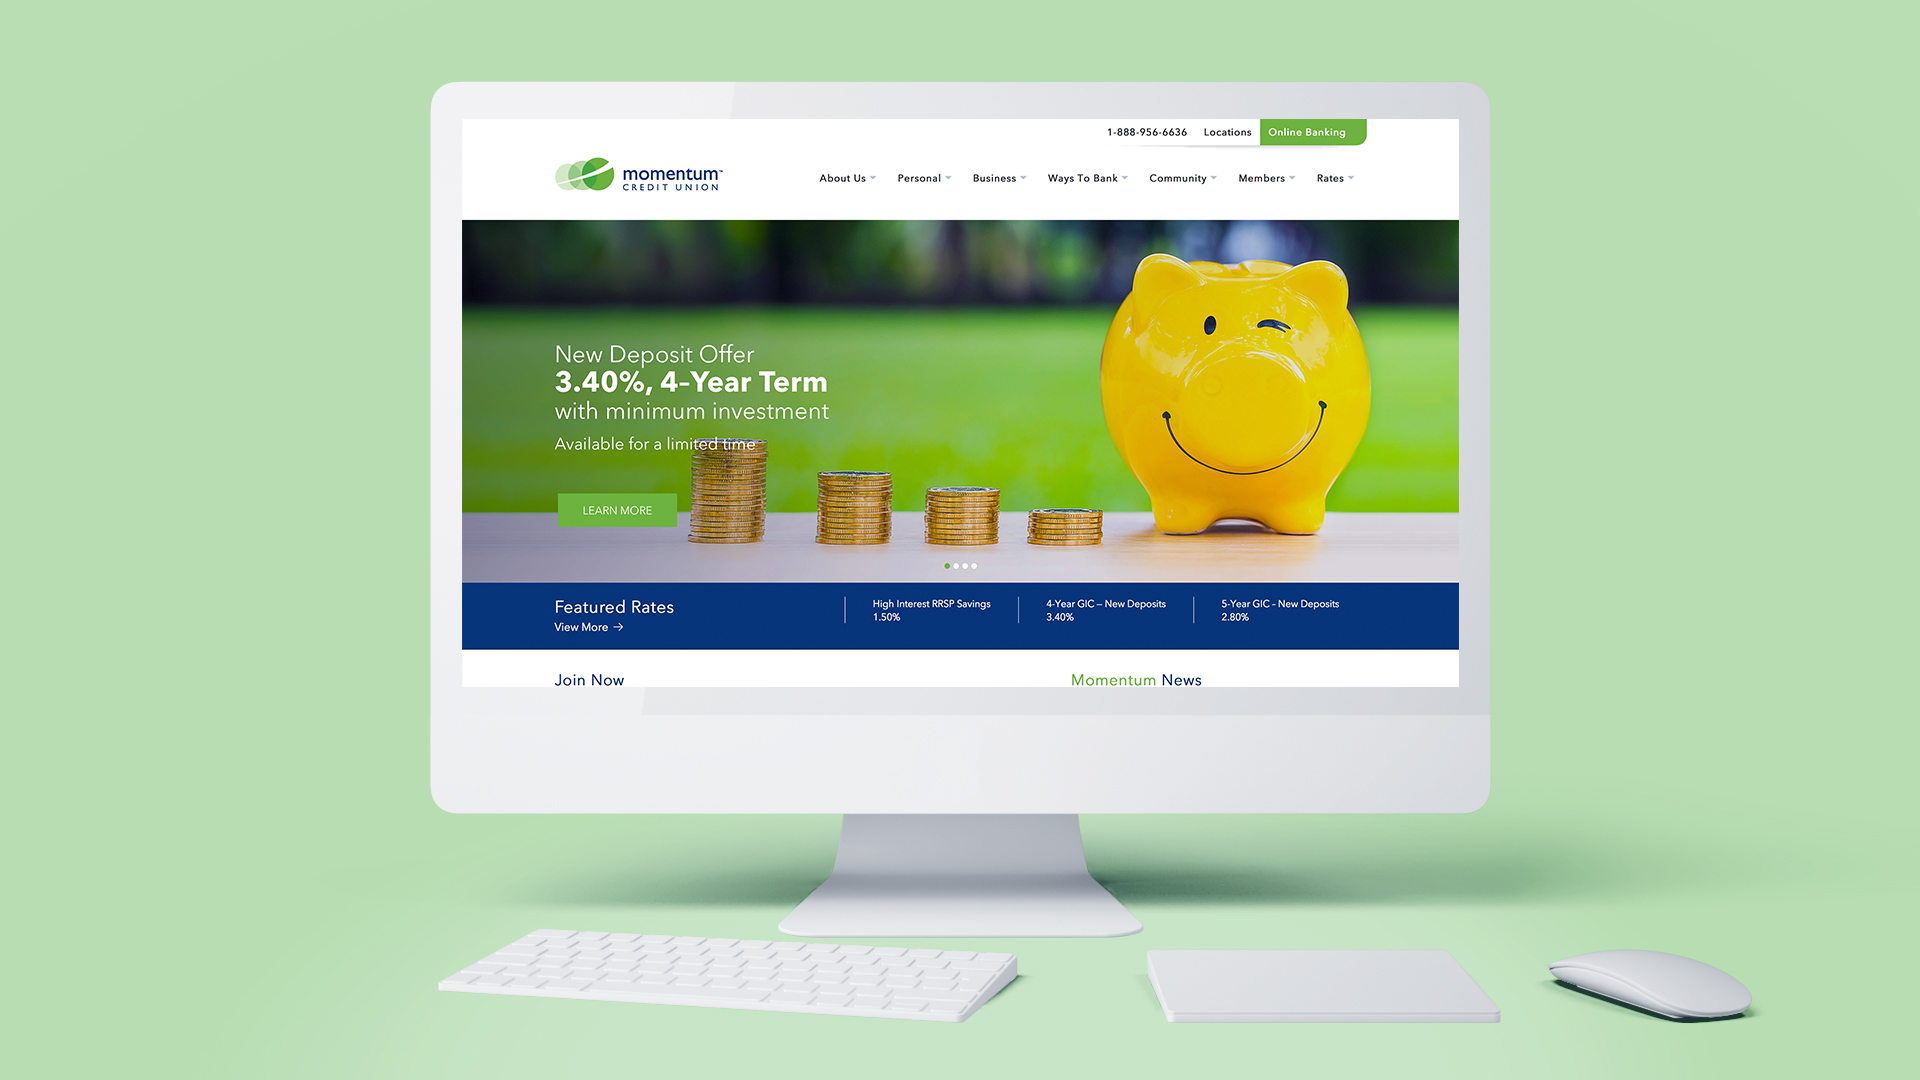 1-888-956-6636 Locations Online Banking
momentum™
CREDIT UNION
About Us Personal Business Ways To Bank Community Members Rates
New Deposit Offer
3.40%, 4-Year Term
with minimum investment
Available for a limited time
LEARN MORE
Featured Rates
View More →
High Interest RRSP Savings
1.50%
4-Year GIC – New Deposits
3.40%
5-Year GIC - New Deposits
2.80%
Join Now
Momentum News